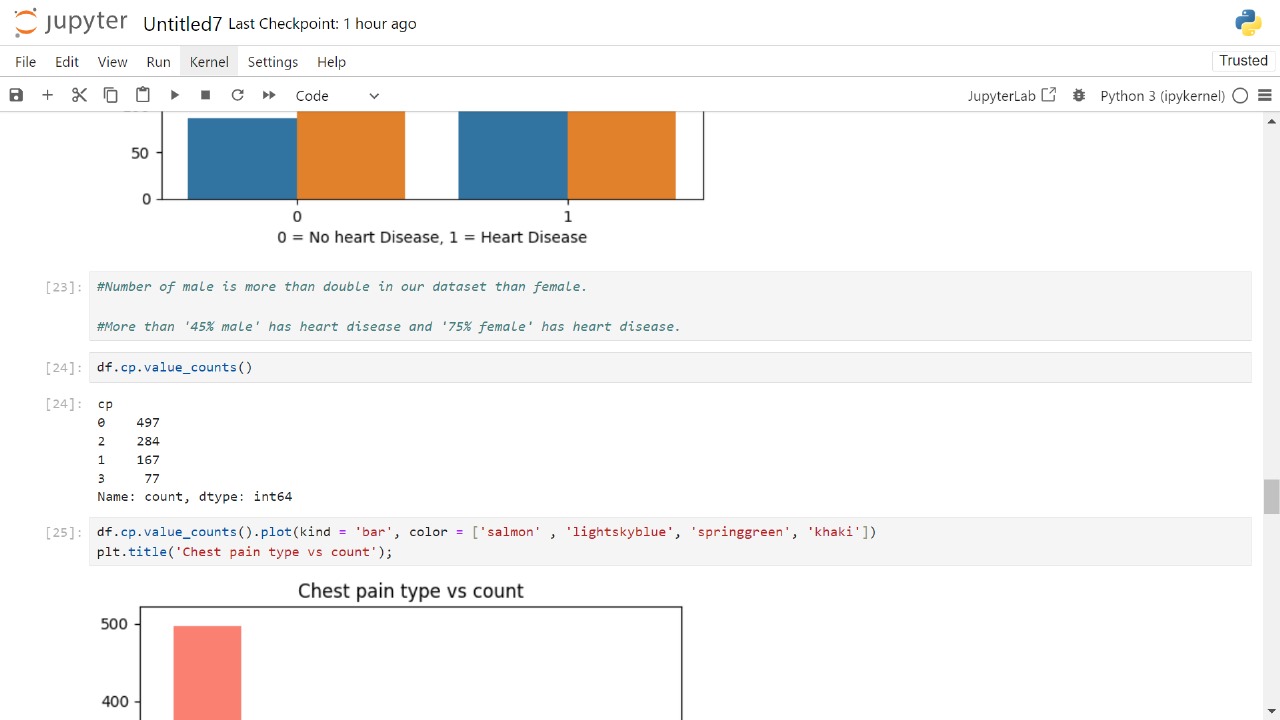 jupyter Untitled7 Last Checkpoint: 1 hour ago
File Edit View Run Kernel Settings Help
Trusted
Code
JupyterLab
Python 3 (ipykernel)
50
0
0 1
0 = No heart Disease, 1 = Heart Disease
[23]: #Number of male is more than double in our dataset than female.
#More than '45% male' has heart disease and '75% female' has heart disease.
[24]: df.cp.value_counts()
[24]: cp
0 497
2 284
1 167
3 77
Name: count, dtype: int64
[25]: df.cp.value_counts().plot(kind = 'bar', color = ['salmon' , 'lightskyblue', 'springgreen', 'khaki'])
plt.title('Chest pain type vs count');
Chest pain type vs count
500
400